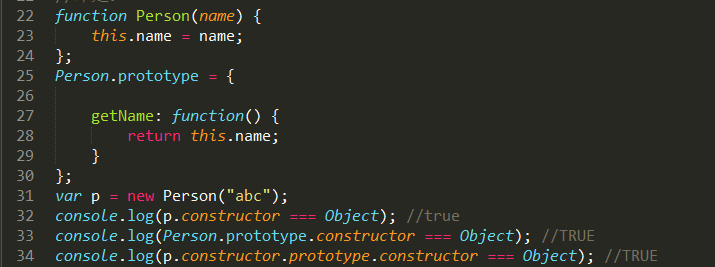 22 function Person(name) {
23     this.name = name;
24 };
25 Person.prototype = {
26
27     getName: function() {
28         return this.name;
29     }
30 };
31 var p = new Person("abc");
32 console.log(p.constructor === Object); //true
33 console.log(Person.prototype.constructor === Object); //TRUE
34 console.log(p.constructor.prototype.constructor === Object); //TRUE